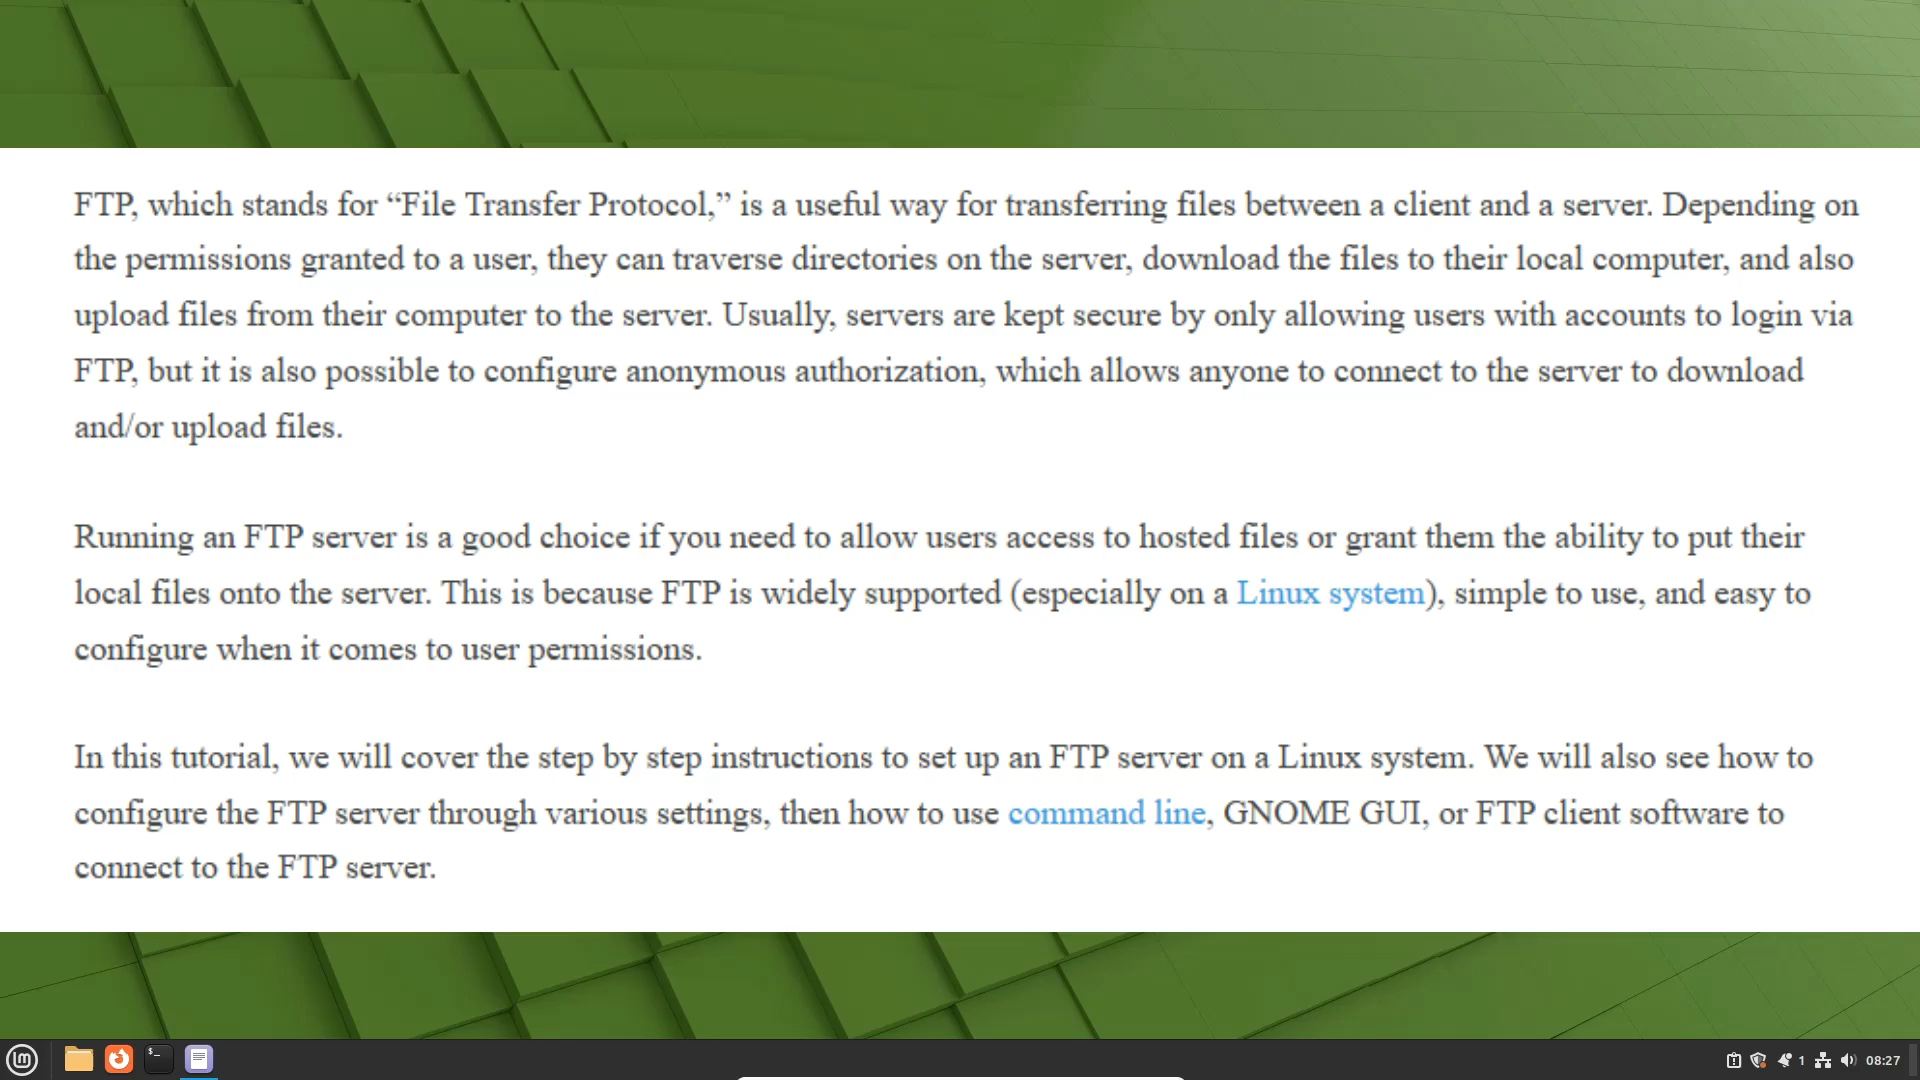 FTP, which stands for “File Transfer Protocol,” is a useful way for transferring files between a client and a server. Depending on
the permissions granted to a user, they can traverse directories on the server, download the files to their local computer, and also
upload files from their computer to the server. Usually, servers are kept secure by only allowing users with accounts to login via
FTP, but it is also possible to configure anonymous authorization, which allows anyone to connect to the server to download
and/or upload files.
Running an FTP server is a good choice if you need to allow users access to hosted files or grant them the ability to put their
local files onto the server. This is because FTP is widely supported (especially on a Linux system), simple to use, and easy to
configure when it comes to user permissions.
In this tutorial, we will cover the step by step instructions to set up an FTP server on a Linux system. We will also see how to
configure the FTP server through various settings, then how to use command line, GNOME GUI, or FTP client software to
connect to the FTP server.
lm $_ 1 08:27